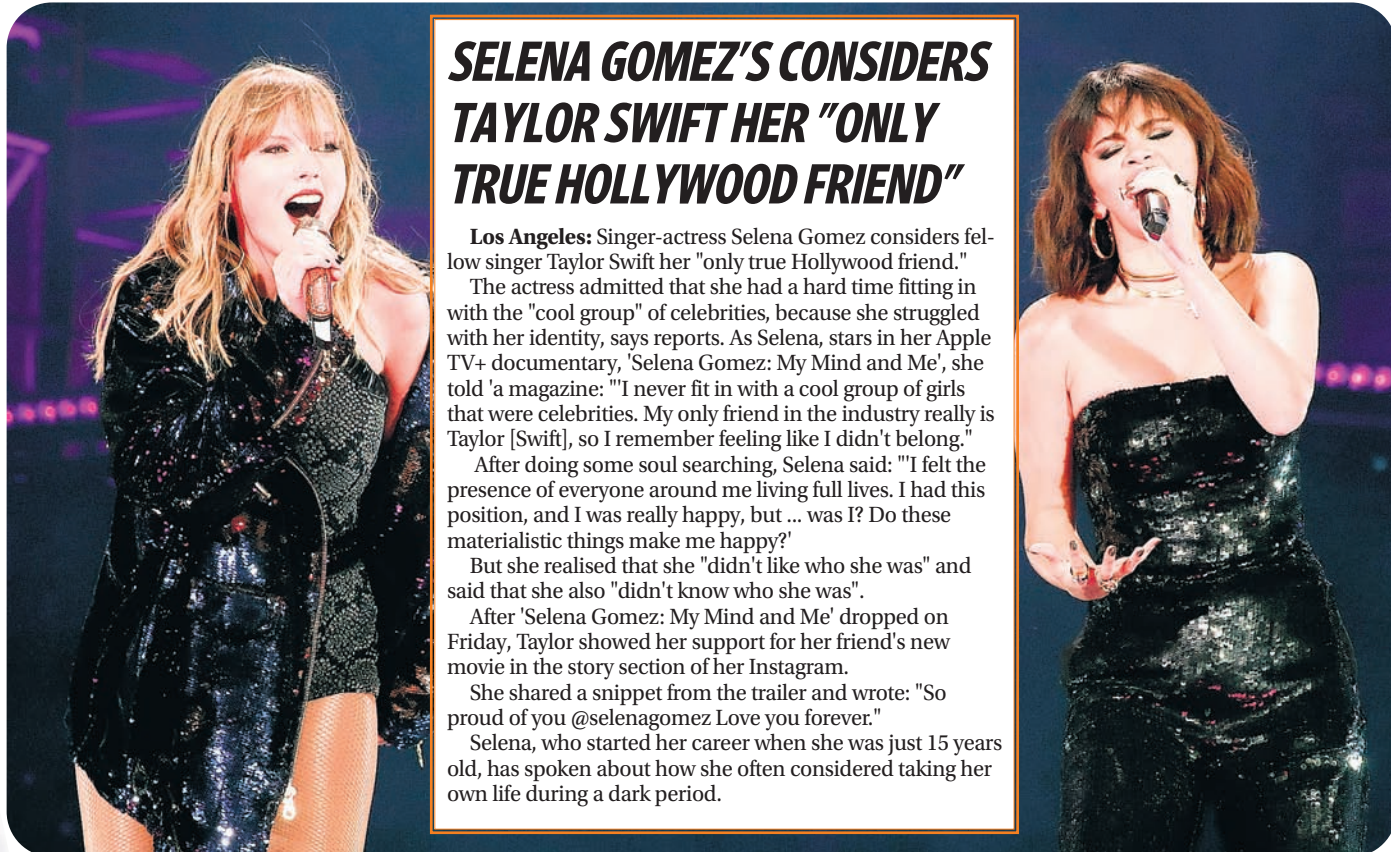 SELENA GOMEZ'S CONSIDERS
TAYLOR SWIFT HER "ONLY
TRUE HOLLYWOOD FRIEND"
Los Angeles: Singer-actress Selena Gomez considers fel-
low singer Taylor Swift her "only true Hollywood friend."
The actress admitted that she had a hard time fitting in
with the "cool group" of celebrities, because she struggled
with her identity, says reports. As Selena, stars in her Apple
TV+ documentary, 'Selena Gomez: My Mind and Me', she
told 'a magazine: "'I never fit in with a cool group of girls
that were celebrities. My only friend in the industry really is
Taylor [Swift], so I remember feeling like I didn't belong."
After doing some soul searching, Selena said: "'I felt the
presence of everyone around me living full lives. I had this
position, and I was really happy, but ... was I? Do these
materialistic things make me happy?'
But she realised that she "didn't like who she was" and
said that she also "didn't know who she was".
After 'Selena Gomez: My Mind and Me' dropped on
Friday, Taylor showed her support for her friend's new
movie in the story section of her Instagram.
She shared a snippet from the trailer and wrote: "So
proud of you @selenagomez Love you forever."
Selena, who started her career when she was just 15 years
old, has spoken about how she often considered taking her
own life during a dark period.